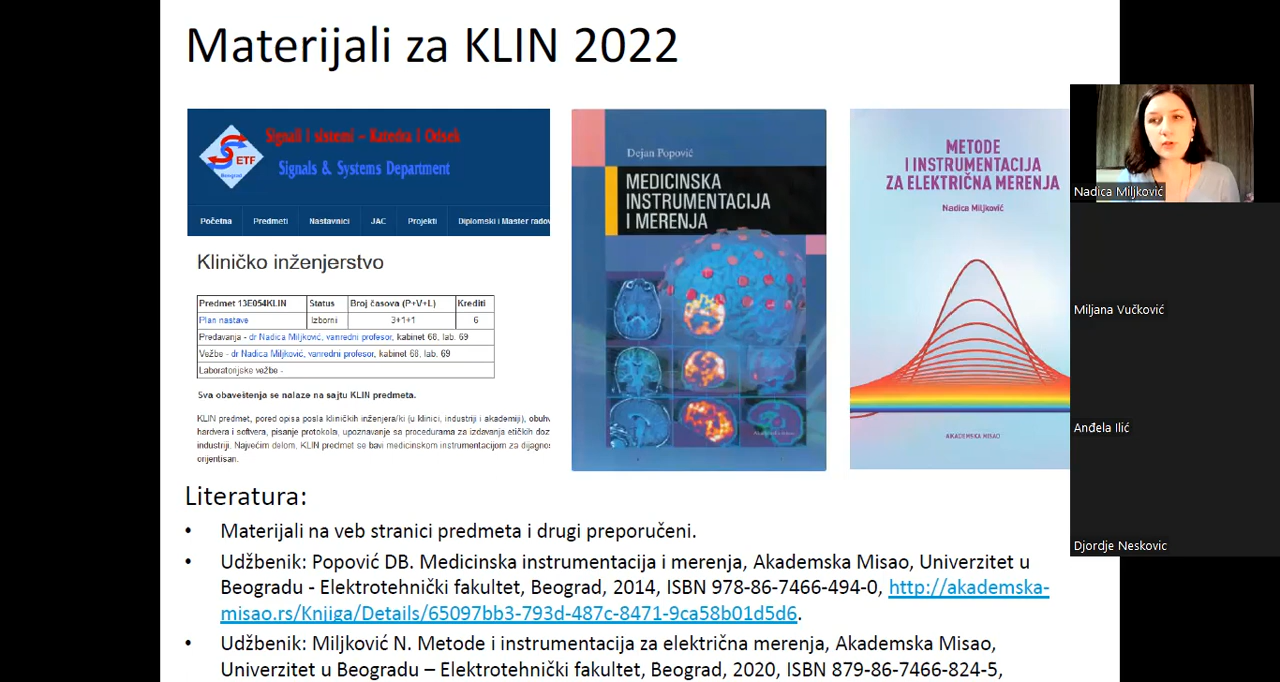 Materijali za KLIN 2022
Signali i sistemi – Katedra i Odsek
Signals & Systems Department
ETF
Beograd
Početna Predmeti Nastavnici JAC Projekti Diplomski i Master radov
Kliničko inženjerstvo
Predmet 13E054KLIN Status Broj časova (P+V+L) Krediti
Plan nastave Izborni 3+1+1 6
Predavanja - dr Nadica Miljković, vanredni profesor, kabinet 68, lab. 69
Vežbe - dr Nadica Miljković, vanredni profesor, kabinet 68, lab. 69
Laboratorijske vežbe -
Sva obaveštenja se nalaze na sajtu KLIN predmeta.
KLIN predmet, pored opisa posla kliničkih inženjera/ki (u klinici, industriji i akademiji), obuhv
hardvera i softvera, pisanje protokola, upoznavanje sa procedurama za izdavanja etičkih doz
industriji. Najvećim delom, KLIN predmet se bavi medicinskom instrumentacijom za dijagnos
orijentisan.
Dejan Popović
MEDICINSKA
INSTRUMENTACIJA
I MERENJA
METODE
I INSTRUMENTACIJA
ZA ELEKTRIČNA MERENJA
Nadica Miljković
AKADEMSKA MISAO
Nadica Miljković
Miljana Vučković
Anđela Ilić
Djordje Neskovic
Literatura:
• Materijali na veb stranici predmeta i drugi preporučeni.
• Udžbenik: Popović DB. Medicinska instrumentacija i merenja, Akademska Misao, Univerzitet u
Beogradu - Elektrotehnički fakultet, Beograd, 2014, ISBN 978-86-7466-494-0, http://akademska-
misao.rs/Knjiga/Details/65097bb3-793d-487c-8471-9ca58b01d5d6.
• Udžbenik: Miljković N. Metode i instrumentacija za električna merenja, Akademska Misao,
Univerzitet u Beogradu – Elektrotehnički fakultet, Beograd, 2020, ISBN 879-86-7466-824-5,